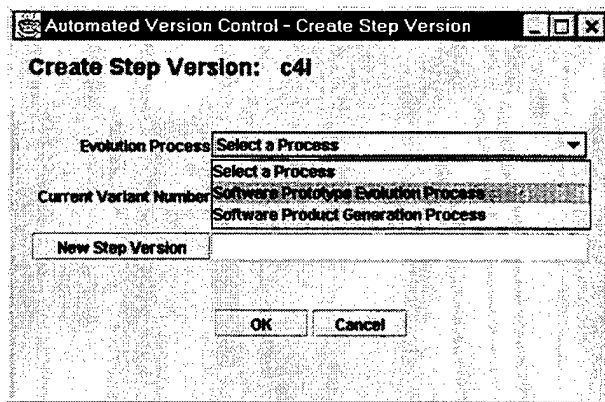 Automated Version Control - Create Step Version
Create Step Version: c4i
Evolution Process Select a Process
Select a Process
Current Variant Number Software Prototype Evolution Process
Software Product Generation Process
New Step Version
OK Cancel